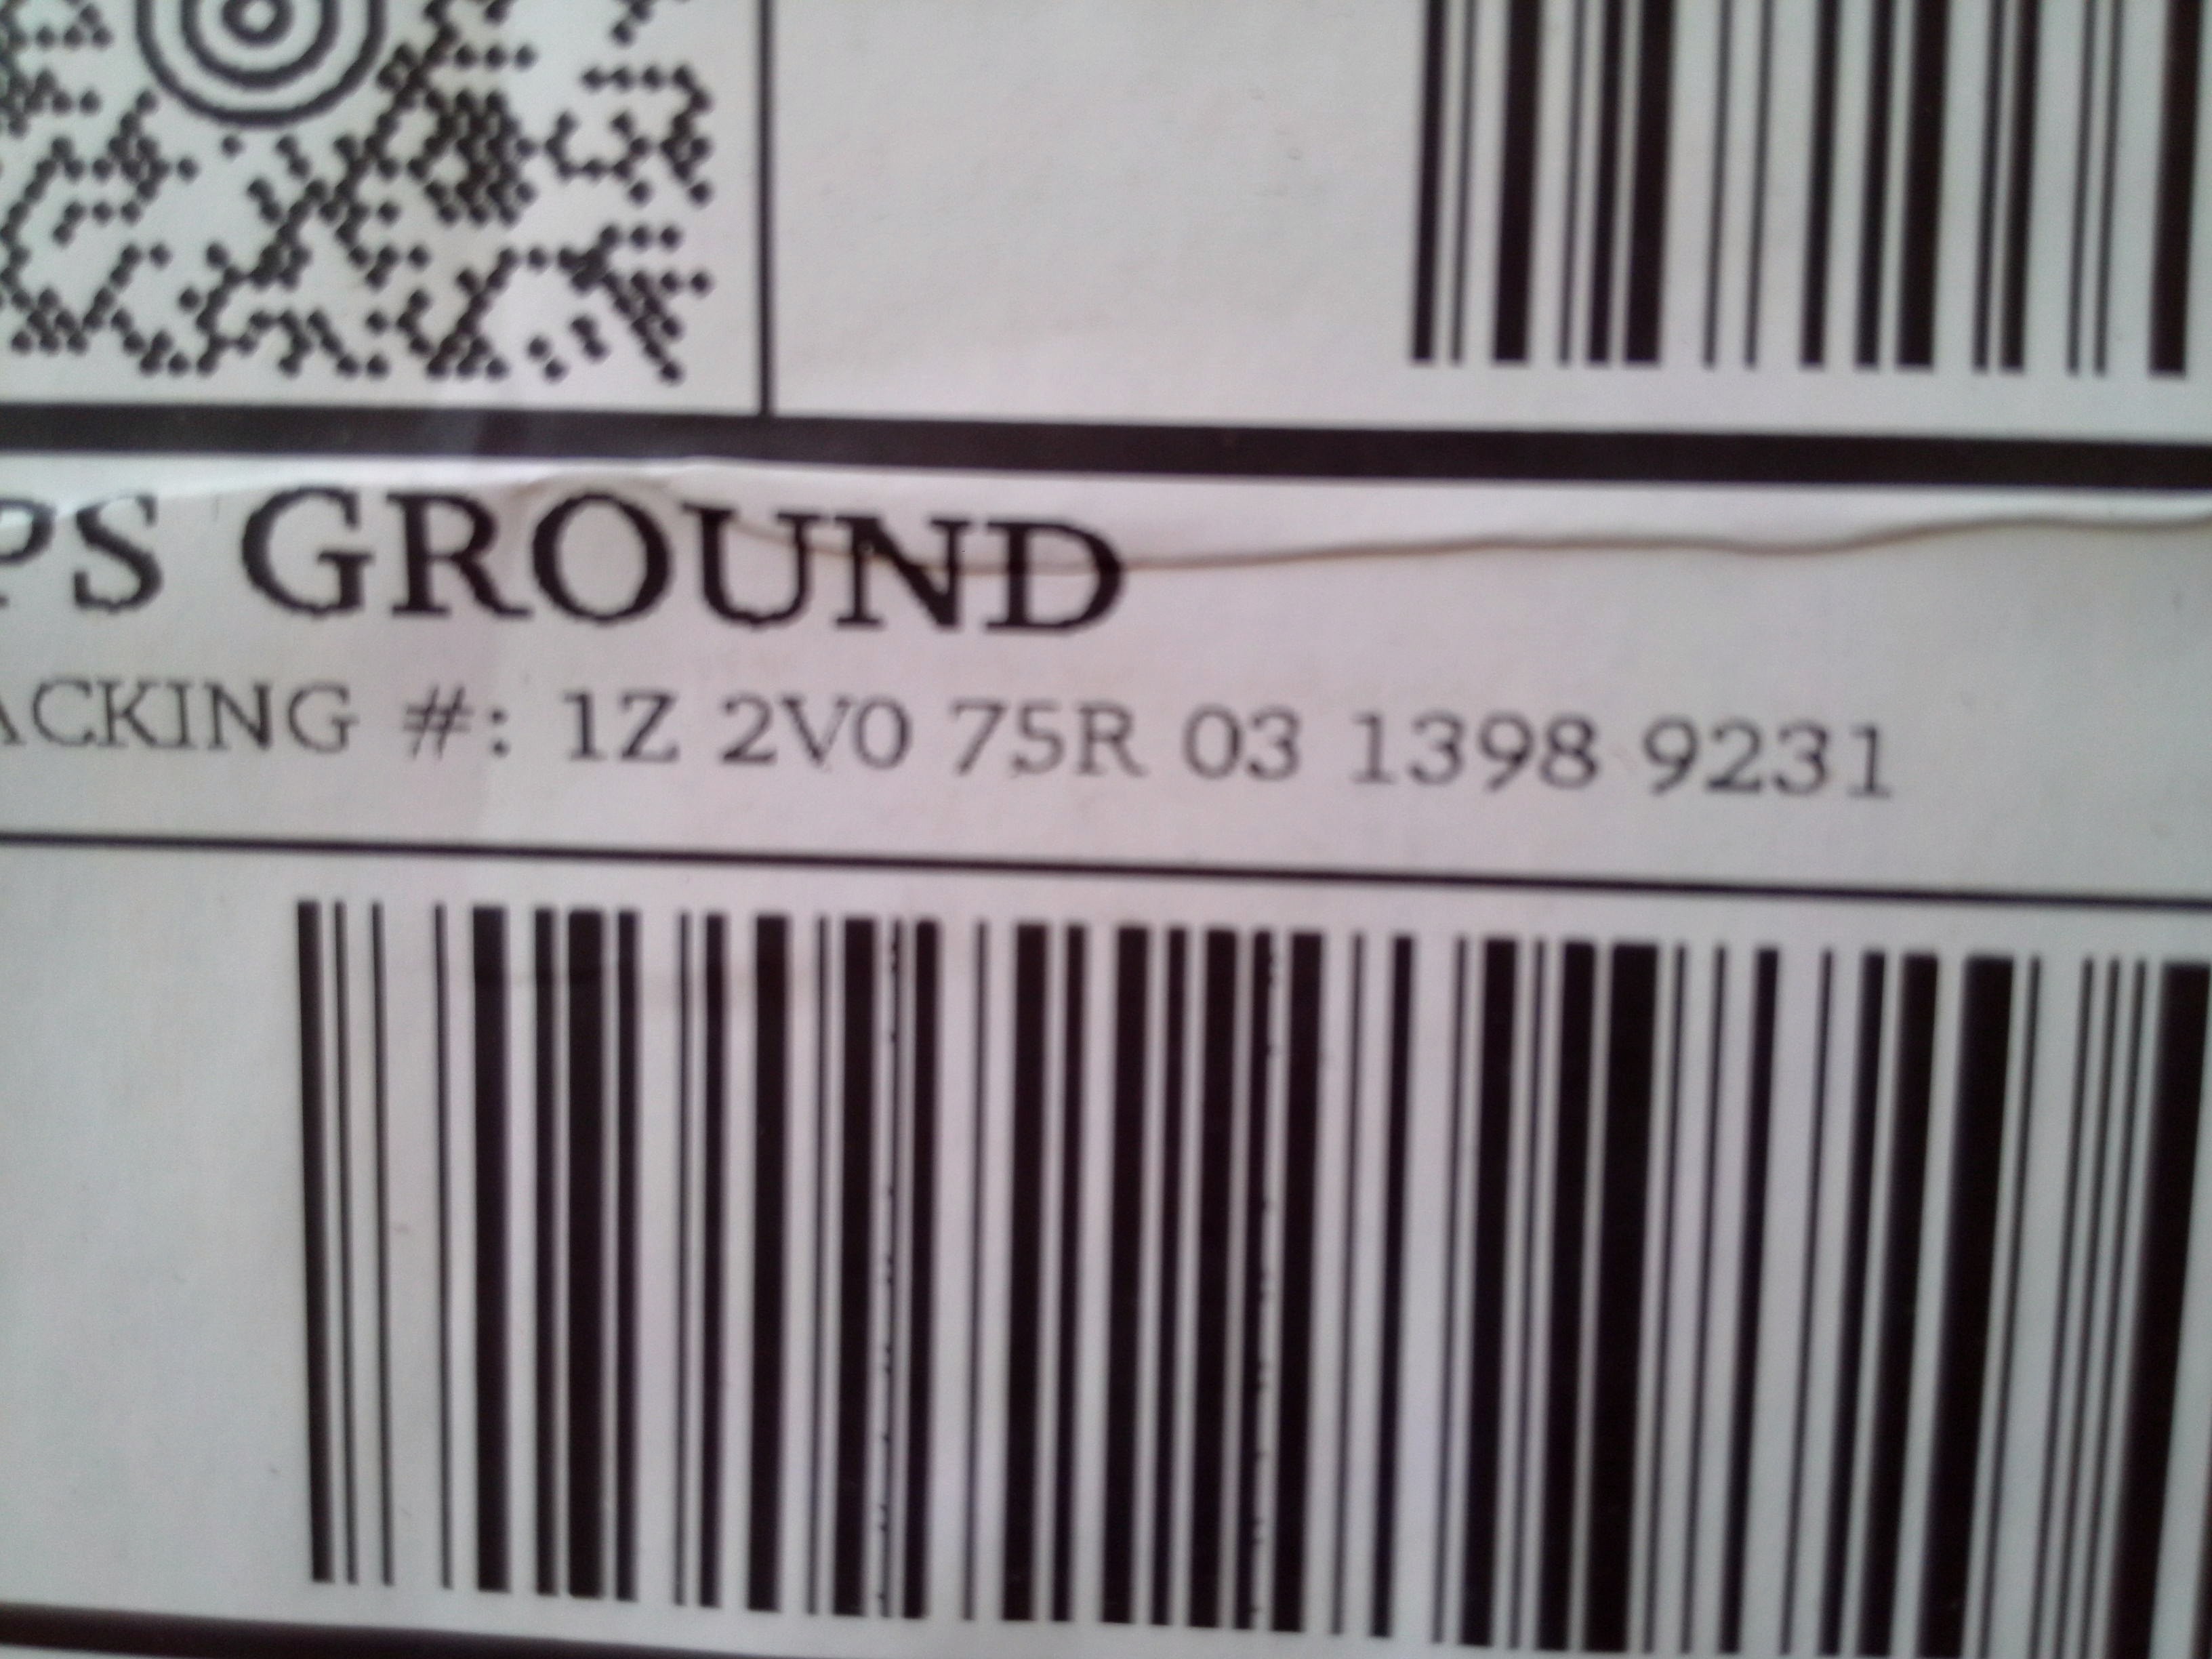 PS GROUND
ACKING #: 1Z 2V0 75R 03 1398 9231